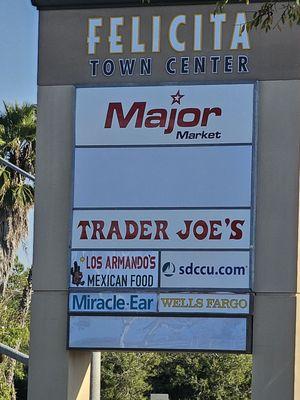 FELICITA
TOWN CENTER
Major
Market
TRADER JOE'S
LOS ARMANDO'S
MEXICAN FOOD
sdccu.com
Miracle-Ear
WELLS FARGO